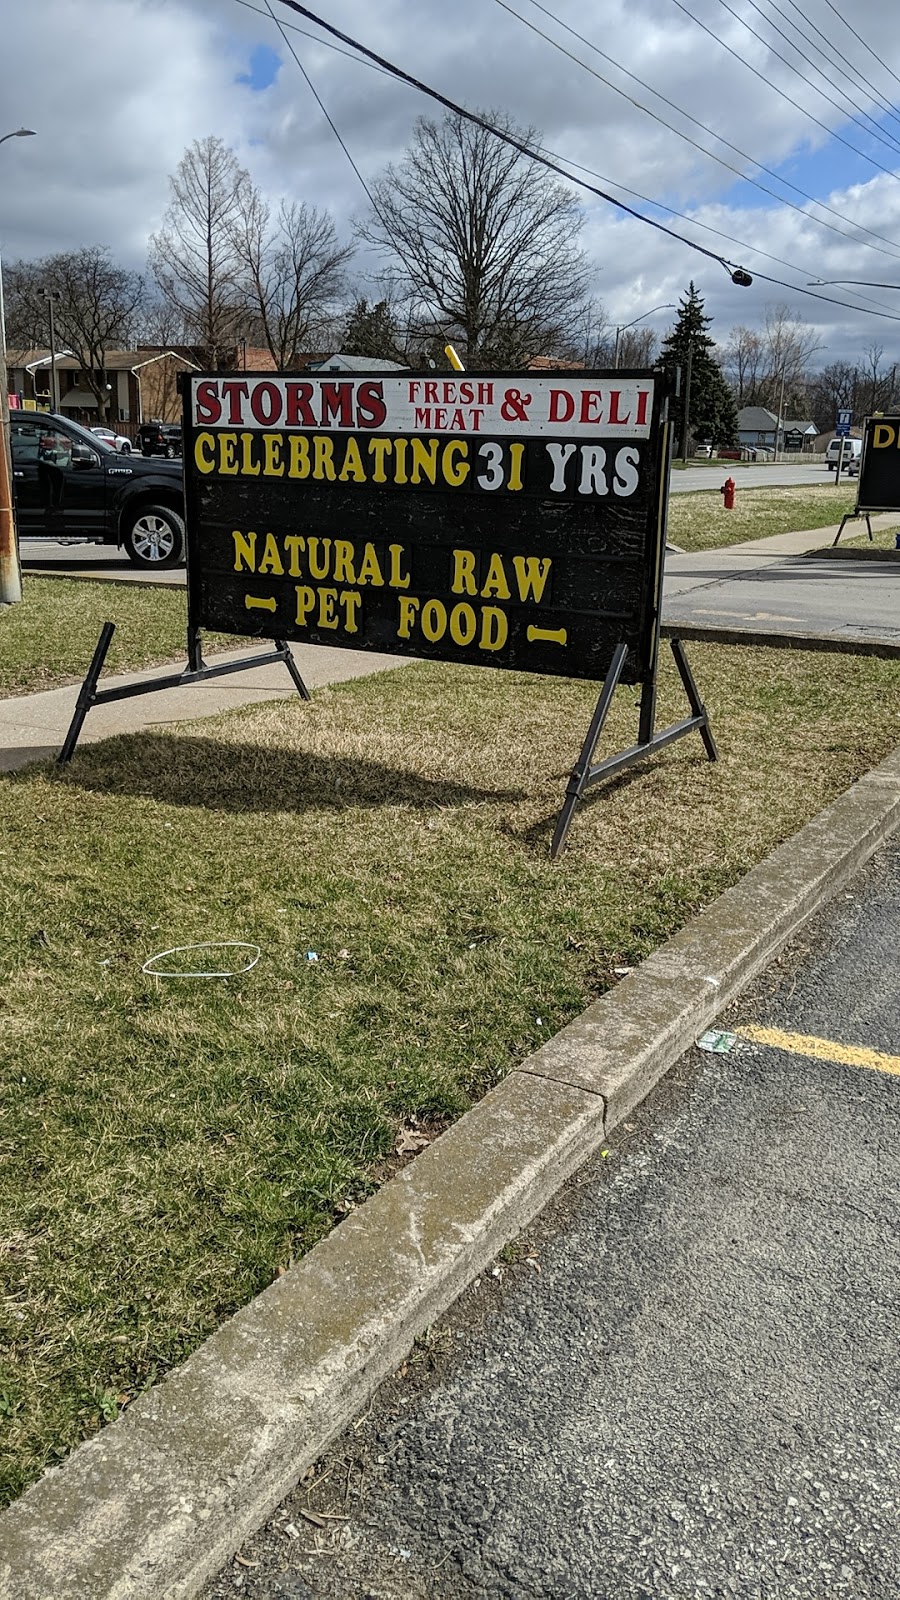 STORMS FRESH MEAT & DELI
CELEBRATING 31 YRS
NATURAL RAW
- PET FOOD -
D